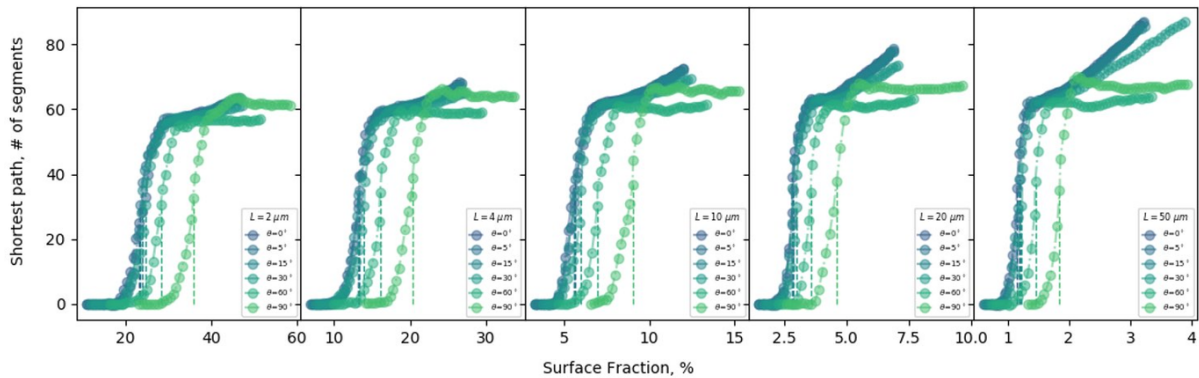 Shortest path, # of segments
80
60
40
20
0
L = 2 μm
θ=0°
θ=5°
θ=15°
θ=30°
θ=60°
θ=90°
20 40 60
L = 4 μm
θ=0°
θ=5°
θ=15°
θ=30°
θ=60°
θ=90°
10 20 30
L = 10 μm
θ=0°
θ=5°
θ=15°
θ=30°
θ=60°
θ=90°
5 10 15
L = 20 μm
θ=0°
θ=5°
θ=15°
θ=30°
θ=60°
θ=90°
2.5 5.0 7.5 10.0
L = 50 μm
θ=0°
θ=5°
θ=15°
θ=30°
θ=60°
θ=90°
1 2 3 4
Surface Fraction, %